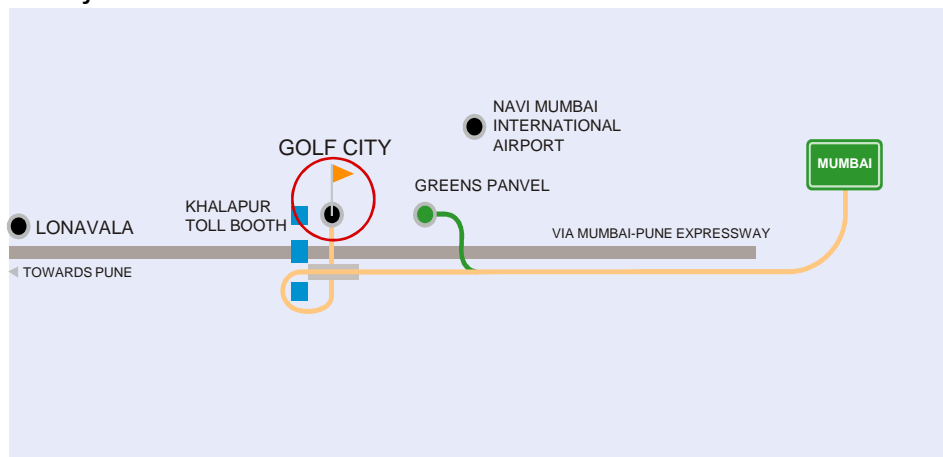 NAVI MUMBAI
INTERNATIONAL
AIRPORT
GOLF CITY
MUMBAI
GREENS PANVEL
KHALAPUR
TOLL BOOTH
LONAVALA
VIA MUMBAI-PUNE EXPRESSWAY
TOWARDS PUNE